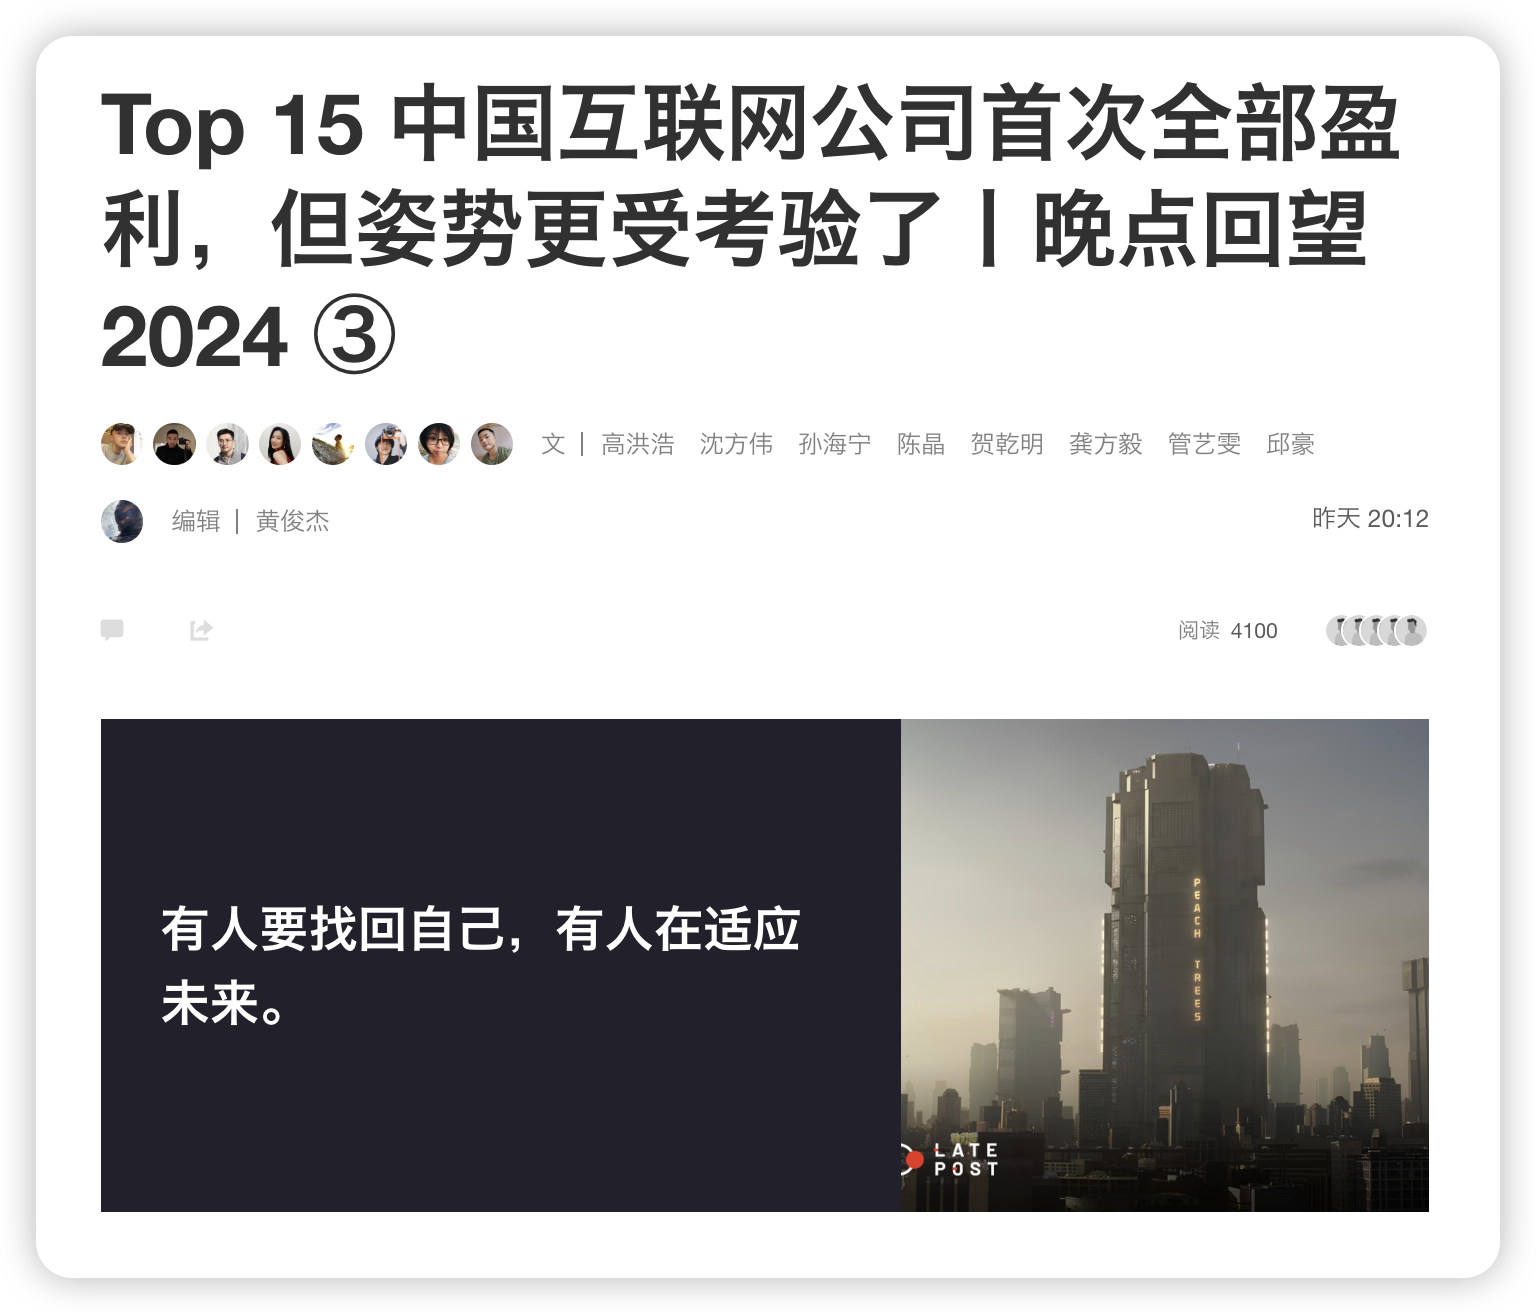 Top 15 中国互联网公司首次全部盈
利，但姿势更受考验了丨晚点回望
2024 ③
文丨高洪浩 沈方伟 孙海宁 陈晶 贺乾明 龚方毅 管艺雯 邱豪
编辑丨黄俊杰
昨天 20:12
阅读 4100
有人要找回自己，有人在适应
未来。
PEACH TREES
LATE
POST